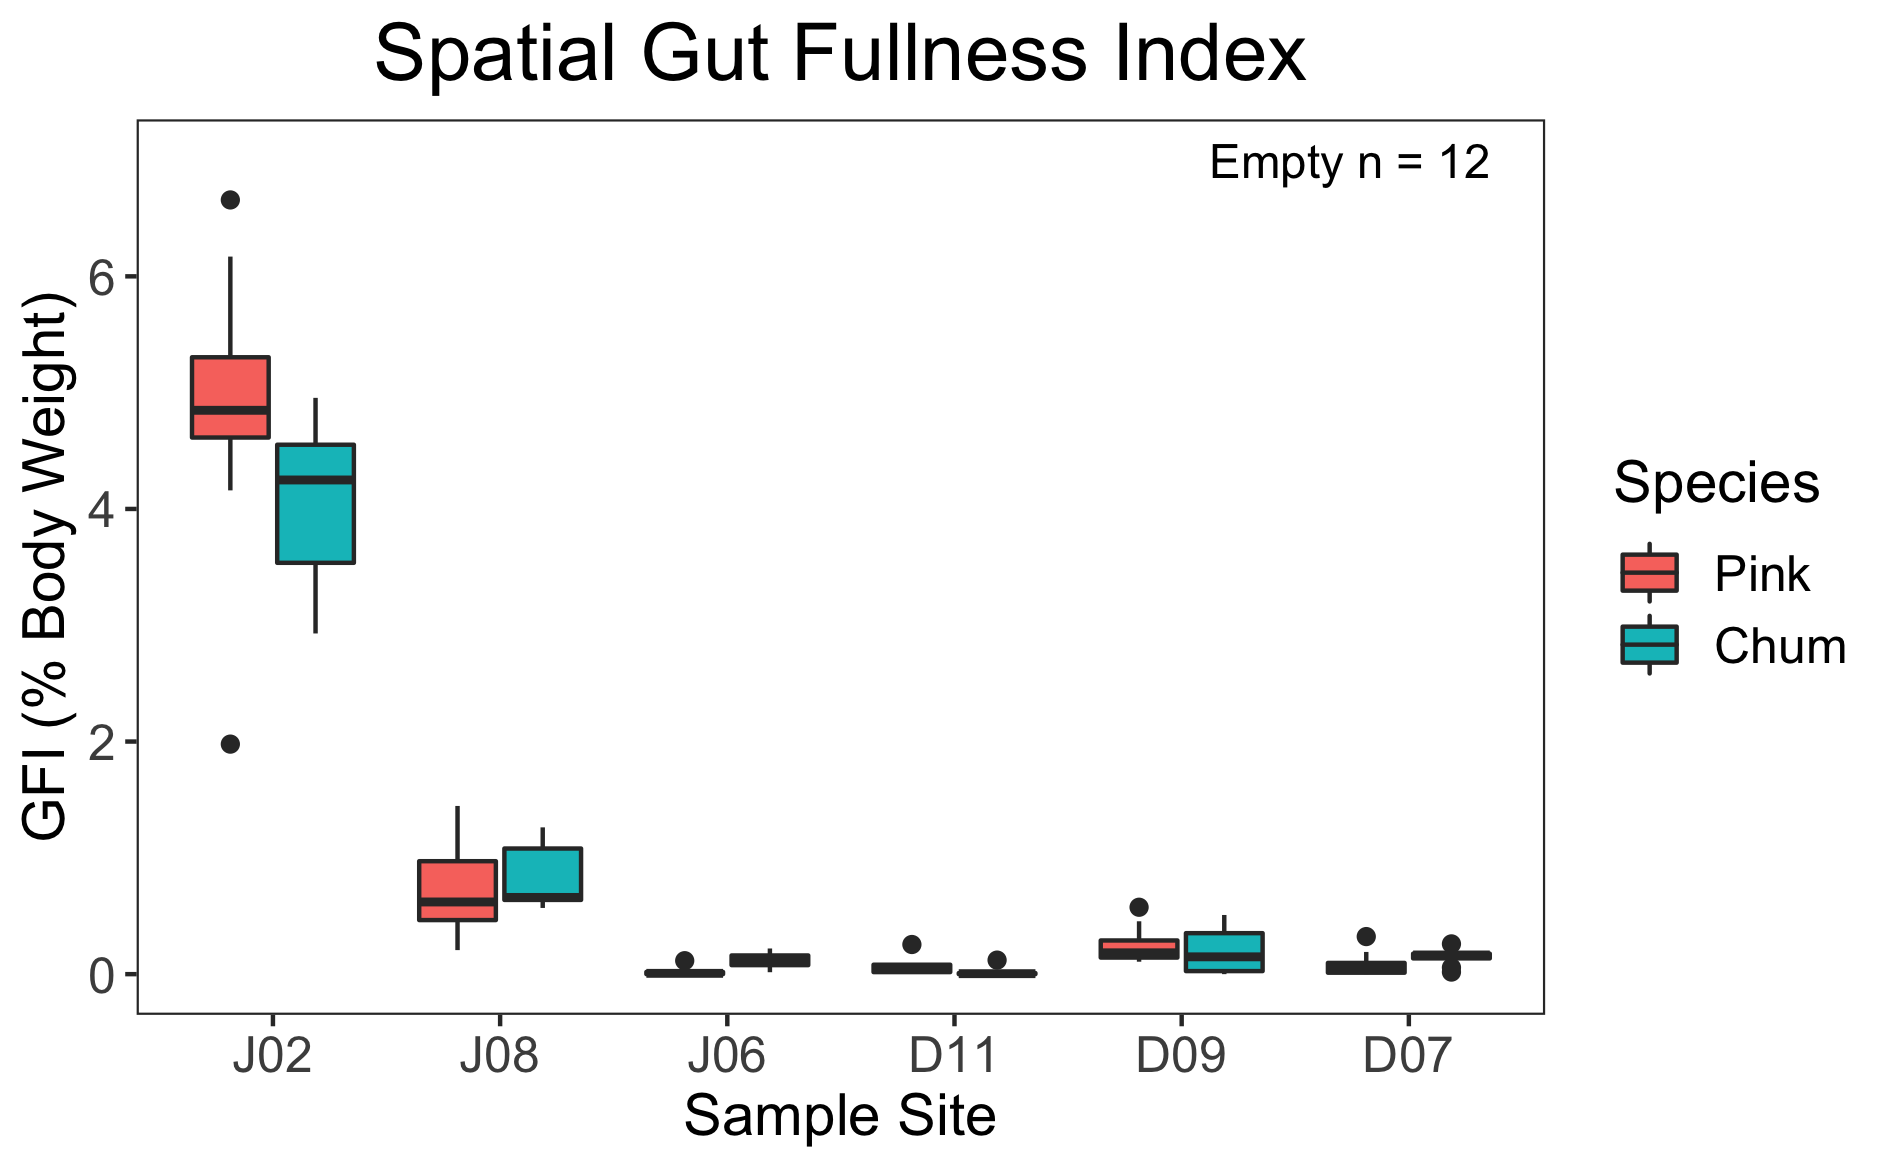 Spatial Gut Fullness Index
Empty n = 12
GFI (% Body Weight)
6
4
2
0
J02 J08 J06 D11 D09 D07
Sample Site
Species
Pink
Chum